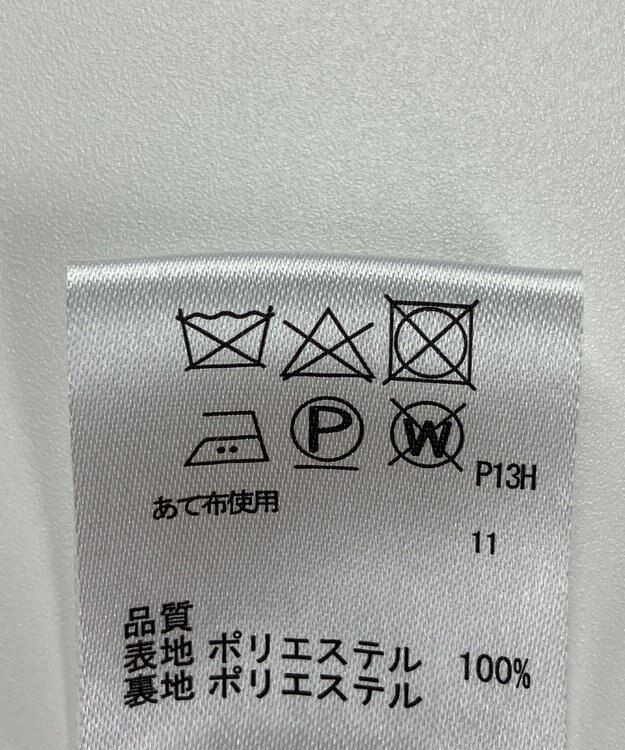 P W
P13H
あて布使用
11
品質
表地 ポリエステル 100%
裏地 ポリエステル